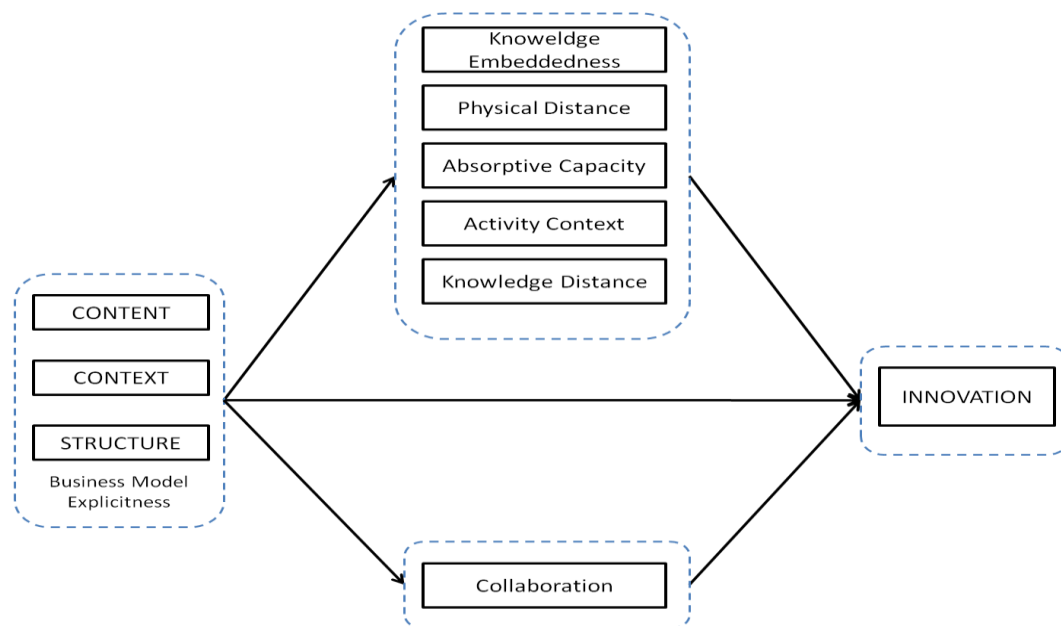 Knoweldge
Embeddedness
Physical Distance
Absorptive Capacity
Activity Context
Knowledge Distance
CONTENT
CONTEXT
STRUCTURE
Business Model
Explicitness
INNOVATION
Collaboration